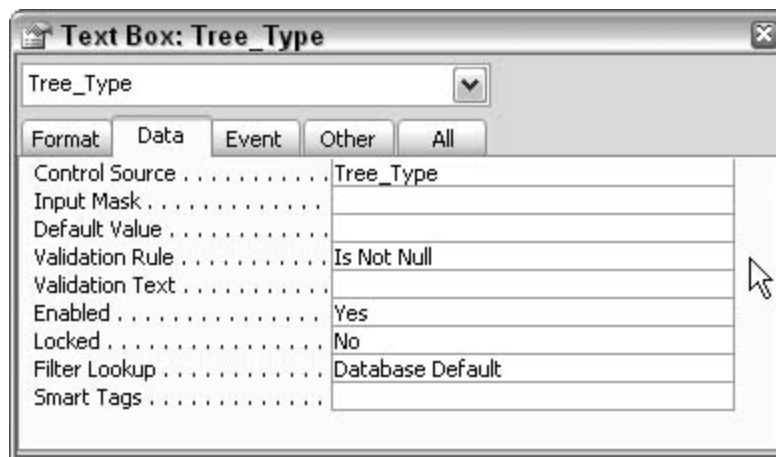 Text Box: Tree_Type
Tree_Type
Format Data Event Other All
Control Source . . . . . . . . . . . Tree_Type
Input Mask . . . . . . . . . . . . .
Default Value . . . . . . . . . . . .
Validation Rule . . . . . . . . . . . Is Not Null
Validation Text . . . . . . . . . . .
Enabled . . . . . . . . . . . . . . . Yes
Locked . . . . . . . . . . . . . . . No
Filter Lookup . . . . . . . . . . . . Database Default
Smart Tags . . . . . . . . . . . . .